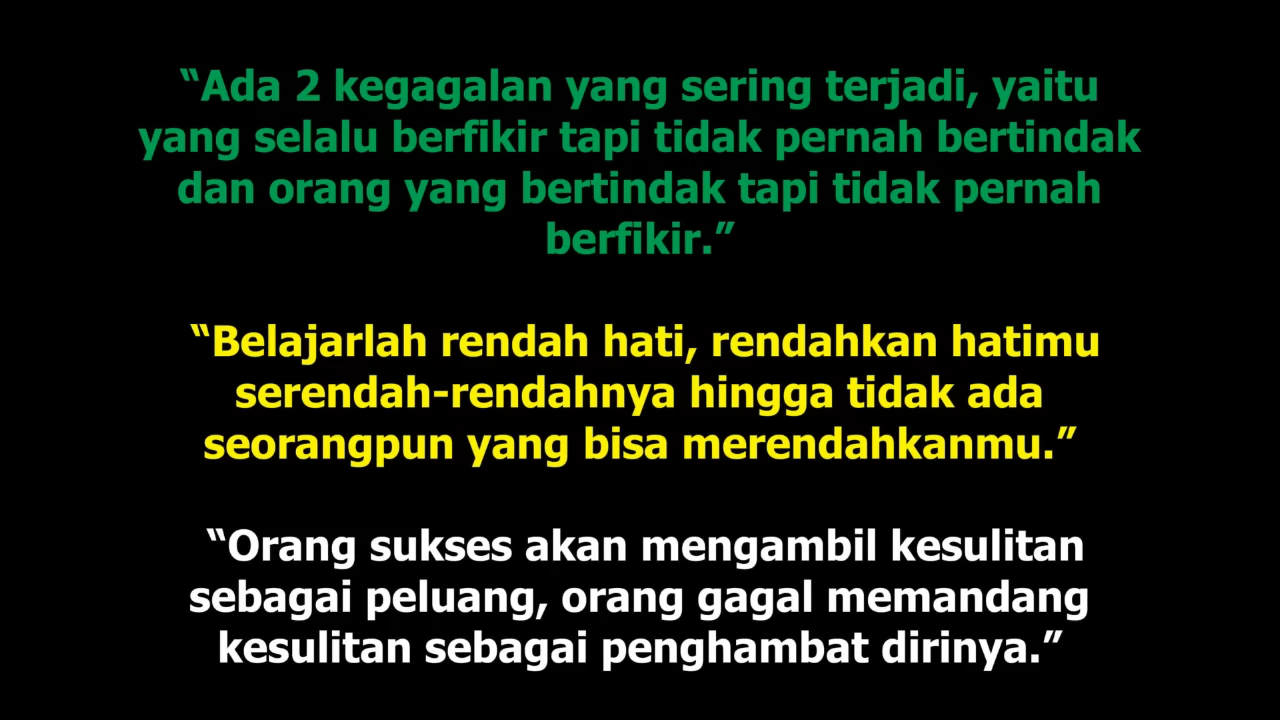 “Ada 2 kegagalan yang sering terjadi, yaitu
yang selalu berfikir tapi tidak pernah bertindak
dan orang yang bertindak tapi tidak pernah
berfikir.”
“Belajarlah rendah hati, rendahkan hatimu
serendah-rendahnya hingga tidak ada
seorangpun yang bisa merendahkanmu.”
“Orang sukses akan mengambil kesulitan
sebagai peluang, orang gagal memandang
kesulitan sebagai penghambat dirinya.”